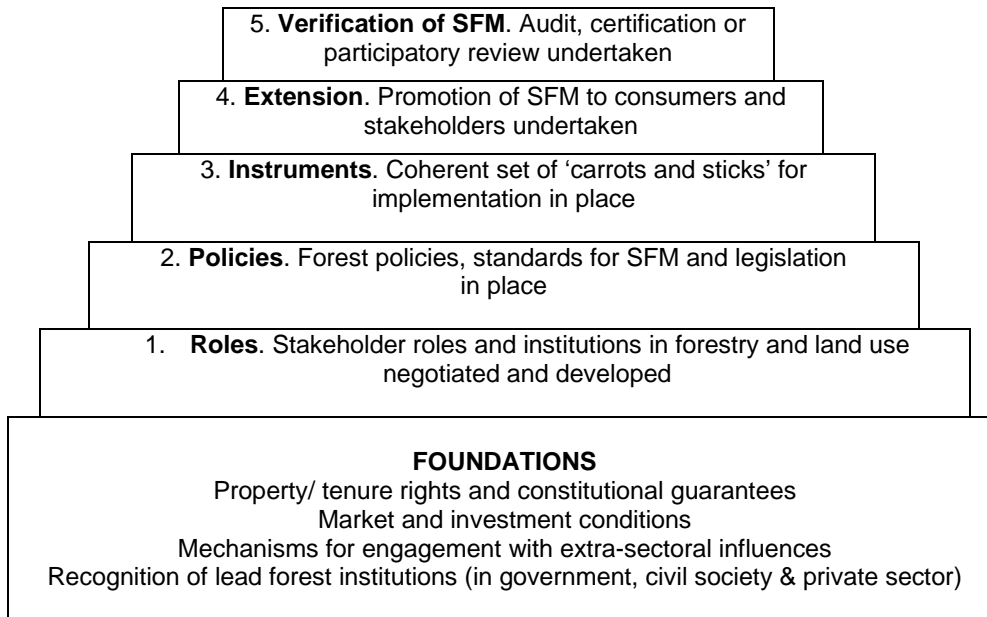 5. Verification of SFM. Audit, certification or
participatory review undertaken
4. Extension. Promotion of SFM to consumers and
stakeholders undertaken
3. Instruments. Coherent set of ‘carrots and sticks’ for
implementation in place
2. Policies. Forest policies, standards for SFM and legislation
in place
1. Roles. Stakeholder roles and institutions in forestry and land use
negotiated and developed
FOUNDATIONS
Property/ tenure rights and constitutional guarantees
Market and investment conditions
Mechanisms for engagement with extra-sectoral influences
Recognition of lead forest institutions (in government, civil society & private sector)